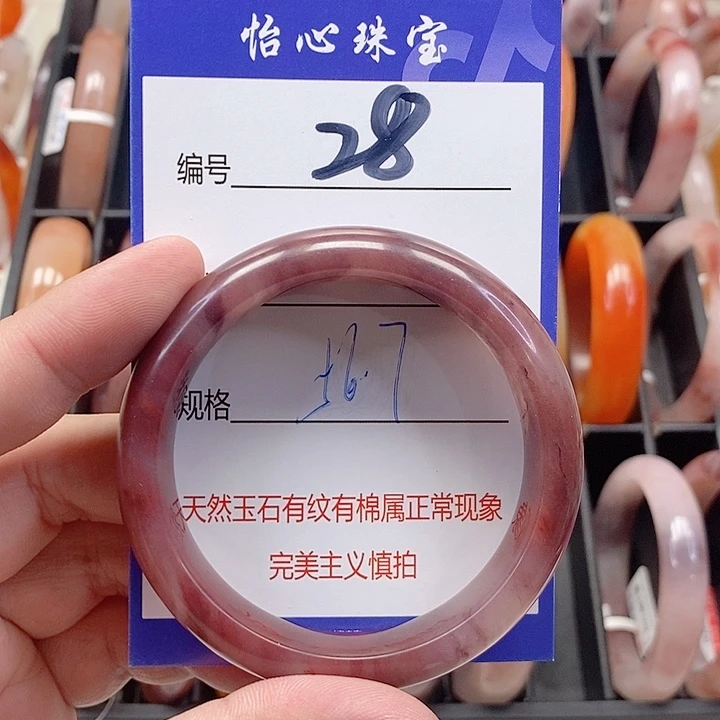 怡心珠宝
编号 28
规格 56.7
天然玉石有纹有棉属正常现象
完美主义慎拍